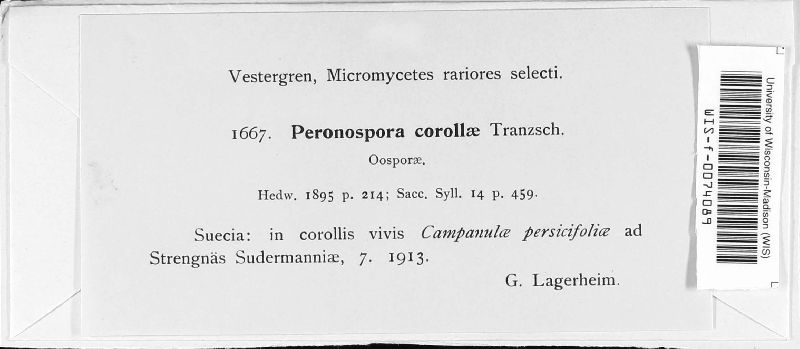 Vestergren, Micromycetes rariores selecti.
1667. Peronospora corollæ Tranzsch.
Oosporæ.
Hedw. 1895 p. 214; Sacc. Syll. 14 p. 459.
Suecia: in corollis vivis Campanulæ persicifoliæ ad
Strengnäs Sudermanniæ, 7. 1913.
G. Lagerheim.
University of Wisconsin-Madison (WIS)
WIS-f-0074089